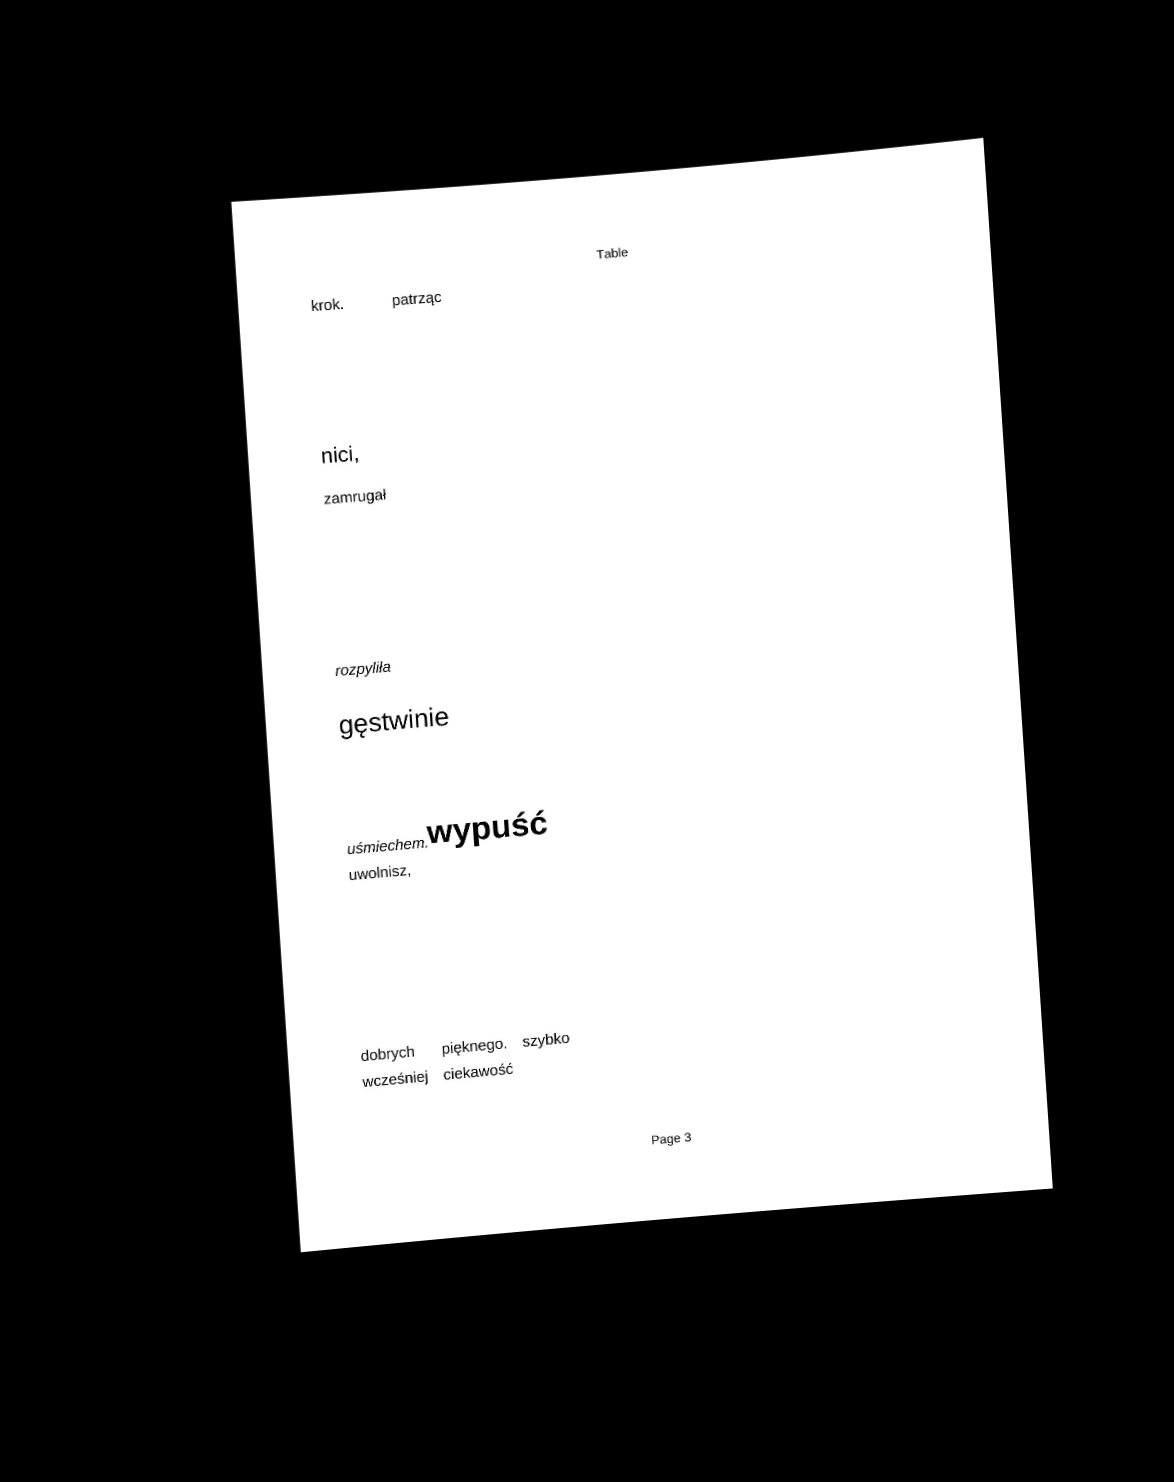 Table
krok. patrząc
nici,
zamrugał
rozpyliła
gęstwinie
uśmiechem. wypuść
uwolnisz,
dobrych pięknego. szybko
wcześniej ciekawość
Page 3